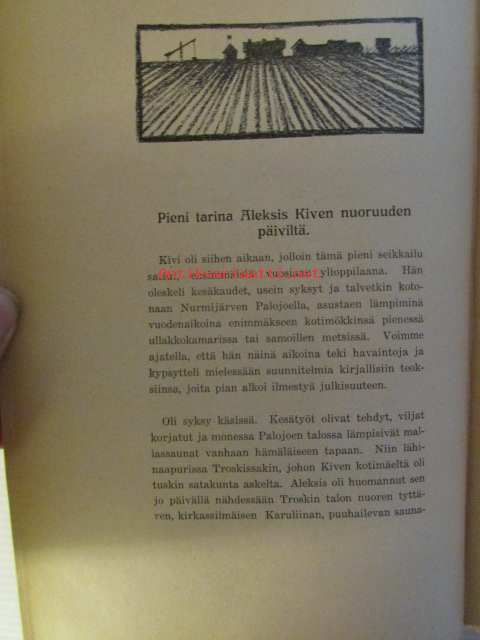 Pieni tarina Aleksis Kiven nuoruuden
päiviltä.
Kivi oli siihen aikaan, jolloin tämä pieni seikkailu
sattui, ensimmäistä vuosiaan ylioppilaana. Hän
oleskeli kesäkaudet, usein syksyt ja talvetkin koto-
naan Nurmijärven Palojoella, asustaen lämpiminä
vuodenaikoina enimmäkseen kotimökkinsä pienessä
ullakkokamarissa tai samoillen metsissä. Voimme
ajatella, että hän näinä aikoina teki havaintoja ja
kypsytteli mielessään suunnitelmia kirjallisiin teok-
siinsa, joita pian alkoi ilmestyä julkisuuteen.
Oli syksy käsissä. Kesätyöt olivat tehdyt, viljat
korjatut ja monessa Palojoen talossa lämpisivät mal-
lassaunat vanhaan hämäläiseen tapaan. Niin lähi-
naapurissa Troskissakin, johon Kiven kotimäeltä oli
tuskin satakunta askelta. Aleksis oli huomannut sen
jo päivällä nähdessään Troskin talon nuoren tyttä-
ren, kirkassilmäisen Karuliinan, puuhailevan sauna-